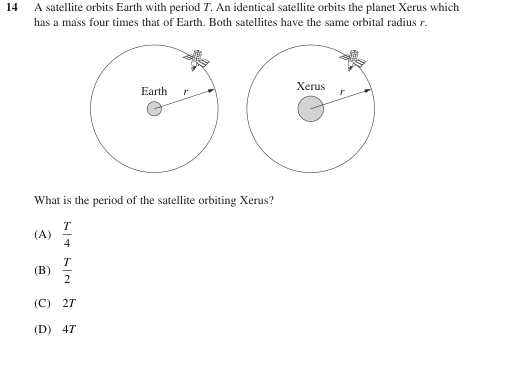 14 A satellite orbits Earth with period T. An identical satellite orbits the planet Xerus which
has a mass four times that of Earth. Both satellites have the same orbital radius r.
Earth r
Xerus r
What is the period of the satellite orbiting Xerus?
(A) T/4
(B) T/2
(C) 2T
(D) 4T